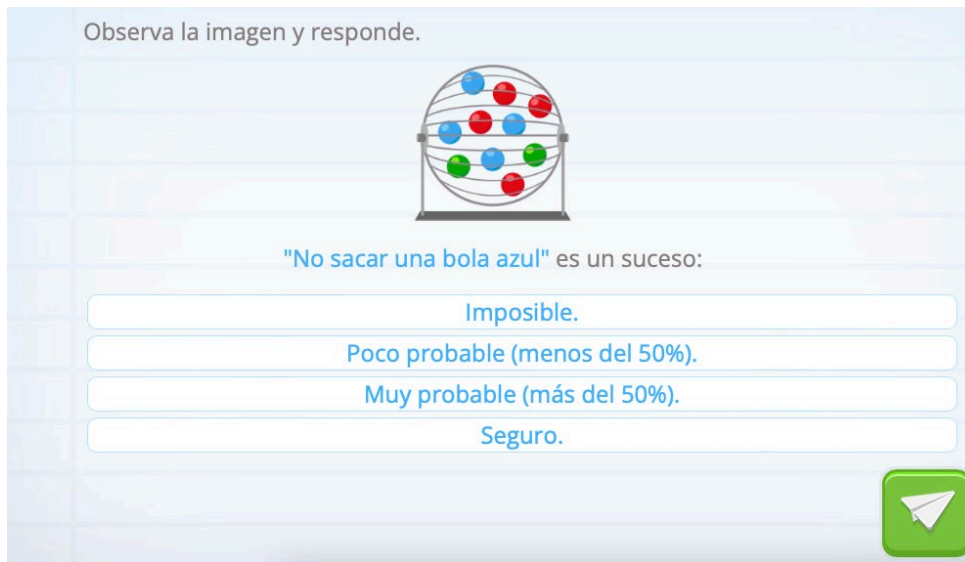 Observa la imagen y responde.
"No sacar una bola azul" es un suceso:
Imposible.
Poco probable (menos del 50%).
Muy probable (más del 50%).
Seguro.